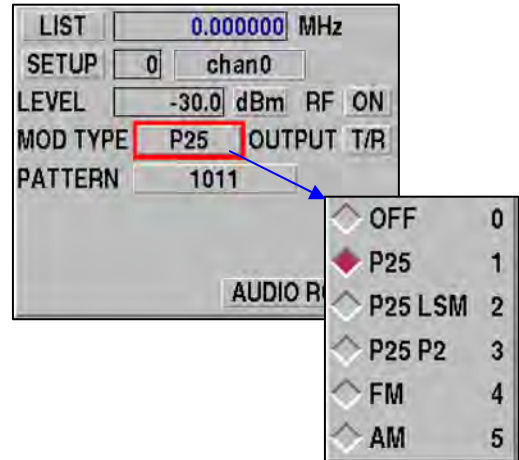 LIST 0.000000 MHz
SETUP 0 chan0
LEVEL -30.0 dBm RF ON
MOD TYPE P25 OUTPUT T/R
PATTERN 1011
AUDIO
OFF 0
P25 1
P25 LSM 2
P25 P2 3
FM 4
AM 5